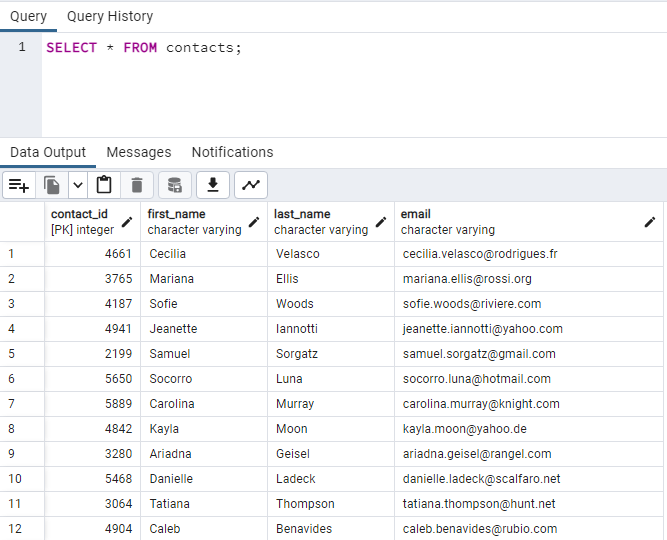 Query Query History
1 SELECT * FROM contacts;
Data Output Messages Notifications
contact_id first_name last_name email
[PK] integer character varying character varying character varying
1 4661 Cecilia Velasco cecilia.velasco@rodrigues.fr
2 3765 Mariana Ellis mariana.ellis@rossi.org
3 4187 Sofie Woods sofie.woods@riviere.com
4 4941 Jeanette Iannotti jeanette.iannotti@yahoo.com
5 2199 Samuel Sorgatz samuel.sorgatz@gmail.com
6 5650 Socorro Luna socorro.luna@hotmail.com
7 5889 Carolina Murray carolina.murray@knight.com
8 4842 Kayla Moon kayla.moon@yahoo.de
9 3280 Ariadna Geisel ariadna.geisel@rangel.com
10 5468 Danielle Ladeck danielle.ladeck@scalfaro.net
11 3064 Tatiana Thompson tatiana.thompson@hunt.net
12 4904 Caleb Benavides caleb.benavides@rubio.com